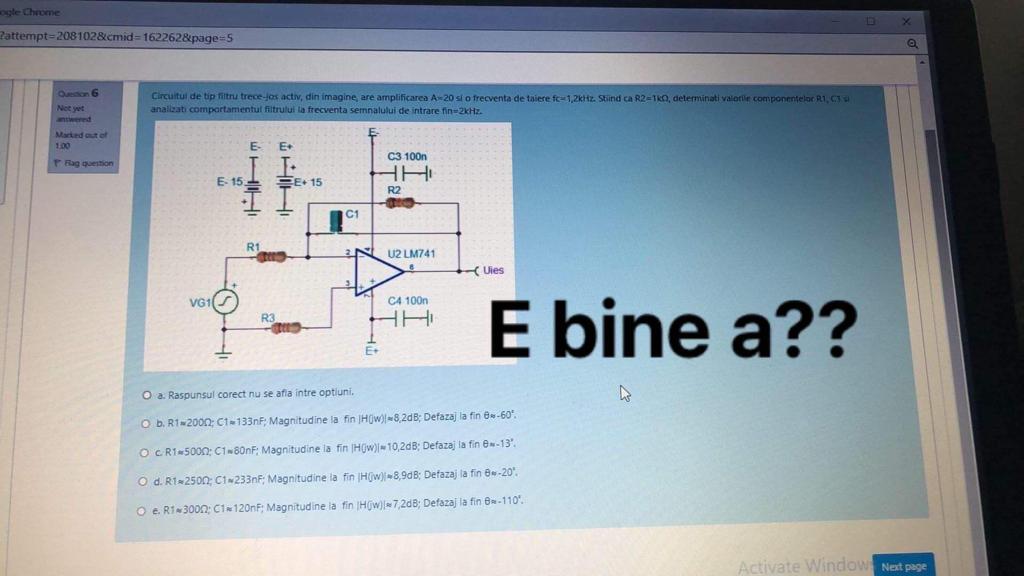 ogle Chrome
?attempt=208102&cmid=162262&page=5
Question 6
Not yet
answered
Marked out of
1.00
Flag question
Circuitul de tip filtru trece-jos activ, din imagine, are amplificarea A=20 si o frecventa de taiere fc=1,2kHz. Stiind ca R2=1kΩ, determinati valorile componentelor R1, C1 si
analizati comportamentul filtrului la frecventa semnalului de intrare fin=2kHz.
E-
E- E+
C3 100n
E- 15 E+ 15
R2
C1
R1
U2 LM741
2
4
6
Uies
3
7
VG1
C4 100n
R3
E+
E bine a??
a. Raspunsul corect nu se afla intre optiuni.
b. R1≈200Ω; C1≈133nF; Magnitudine la fin |H(jw)|≈8,2dB; Defazaj la fin θ≈-60°.
c. R1≈500Ω; C1≈80nF; Magnitudine la fin |H(jw)|≈10,2dB; Defazaj la fin θ≈-13°.
d. R1≈250Ω; C1≈233nF; Magnitudine la fin |H(jw)|≈8,9dB; Defazaj la fin θ≈-20°.
e. R1≈300Ω; C1≈120nF; Magnitudine la fin |H(jw)|≈7,2dB; Defazaj la fin θ≈-110°.
Activate Window
Next page